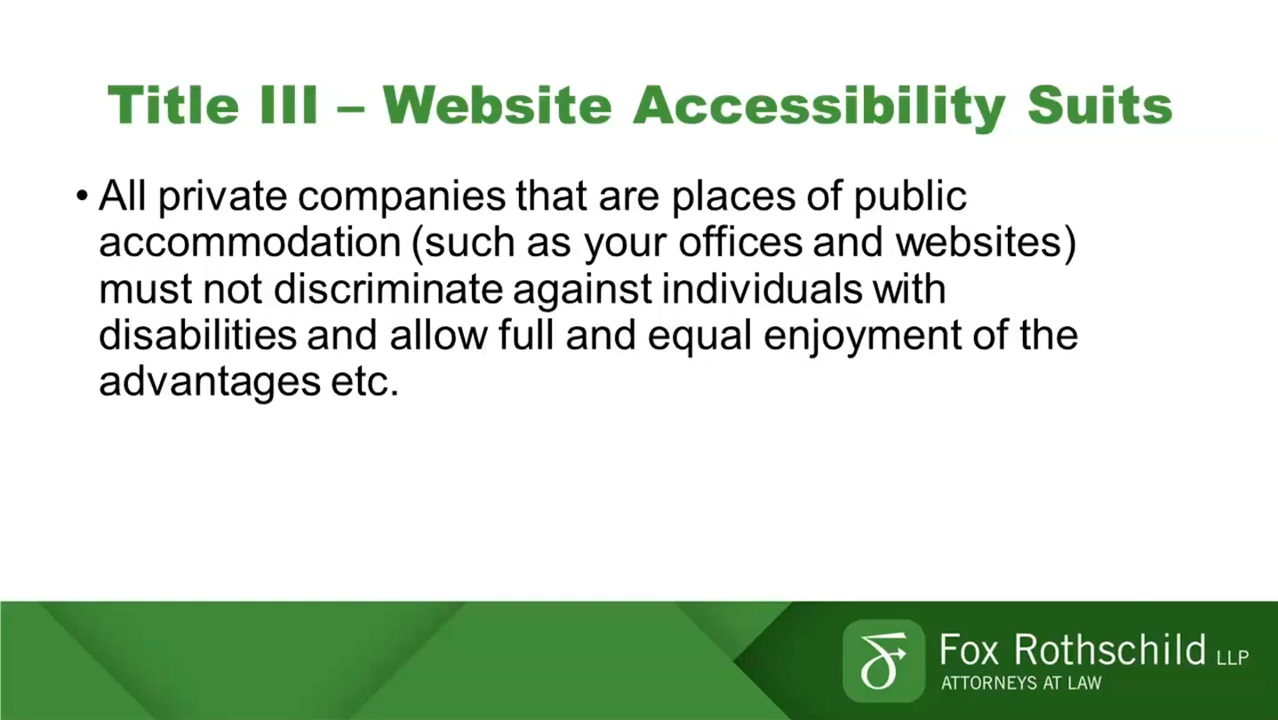 Title III – Website Accessibility Suits
• All private companies that are places of public
accommodation (such as your offices and websites)
must not discriminate against individuals with
disabilities and allow full and equal enjoyment of the
advantages etc.
Fox Rothschild LLP
ATTORNEYS AT LAW